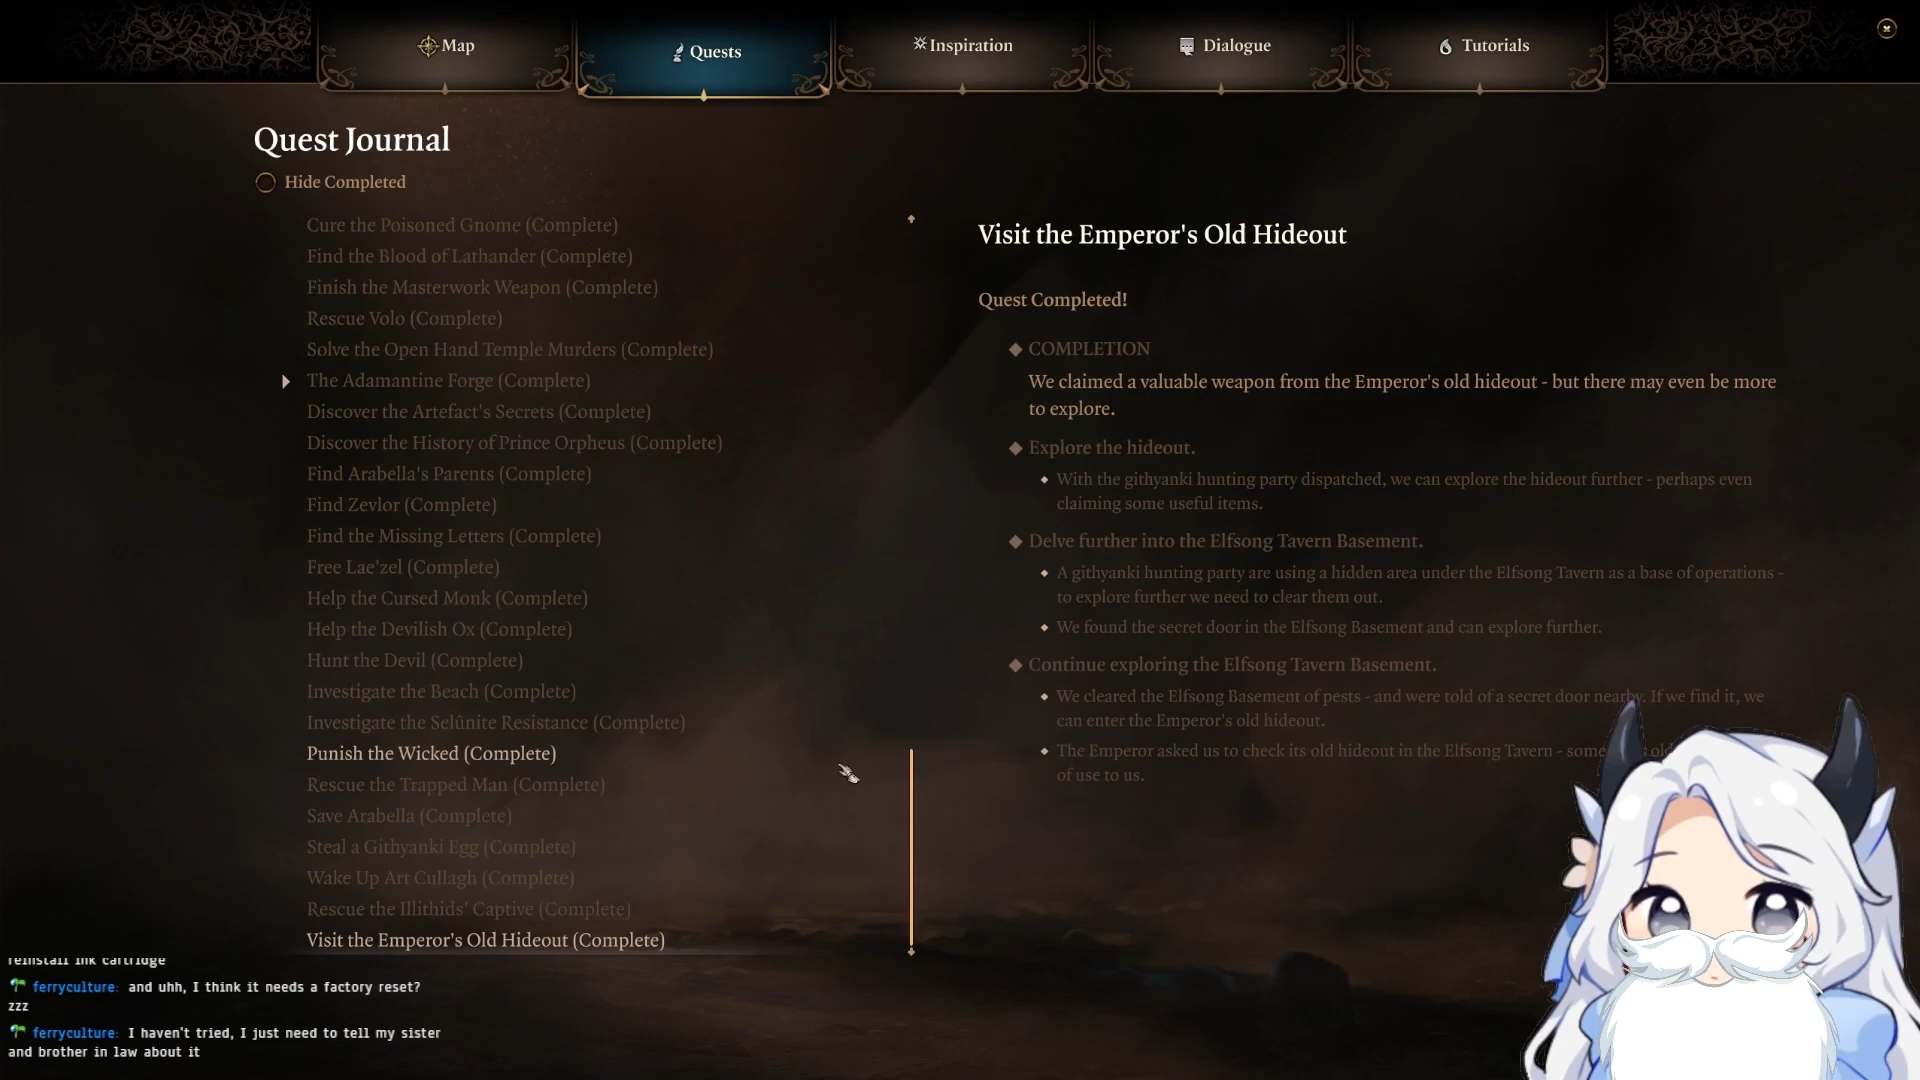 Map
Quests
Inspiration
Dialogue
Tutorials
Quest Journal
Hide Completed
Cure the Poisoned Gnome (Complete)
Find the Blood of Lathander (Complete)
Finish the Masterwork Weapon (Complete)
Rescue Volo (Complete)
Solve the Open Hand Temple Murders (Complete)
The Adamantine Forge (Complete)
Discover the Artefact's Secrets (Complete)
Discover the History of Prince Orpheus (Complete)
Find Arabella's Parents (Complete)
Find Zevlor (Complete)
Find the Missing Letters (Complete)
Free Lae'zel (Complete)
Help the Cursed Monk (Complete)
Help the Devilish Ox (Complete)
Hunt the Devil (Complete)
Investigate the Beach (Complete)
Investigate the Selûnite Resistance (Complete)
Punish the Wicked (Complete)
Rescue the Trapped Man (Complete)
Save Arabella (Complete)
Steal a Githyanki Egg (Complete)
Wake Up Art Cullagh (Complete)
Rescue the Illithids' Captive (Complete)
Visit the Emperor's Old Hideout (Complete)
Visit the Emperor's Old Hideout
Quest Completed!
COMPLETION
We claimed a valuable weapon from the Emperor's old hideout - but there may even be more
to explore.
Explore the hideout.
With the githyanki hunting party dispatched, we can explore the hideout further - perhaps even
claiming some useful items.
Delve further into the Elfsong Tavern Basement.
A githyanki hunting party are using a hidden area under the Elfsong Tavern as a base of operations -
to explore further we need to clear them out.
We found the secret door in the Elfsong Basement and can explore further.
Continue exploring the Elfsong Tavern Basement.
We cleared the Elfsong Basement of pests - and were told of a secret door nearby. If we find it, we
can enter the Emperor's old hideout.
The Emperor asked us to check its old hideout in the Elfsong Tavern - some
of use to us.
reinstall ink cartridge
ferryculture: and uhh, I think it needs a factory reset?
zzz
ferryculture: I haven't tried, I just need to tell my sister
and brother in law about it